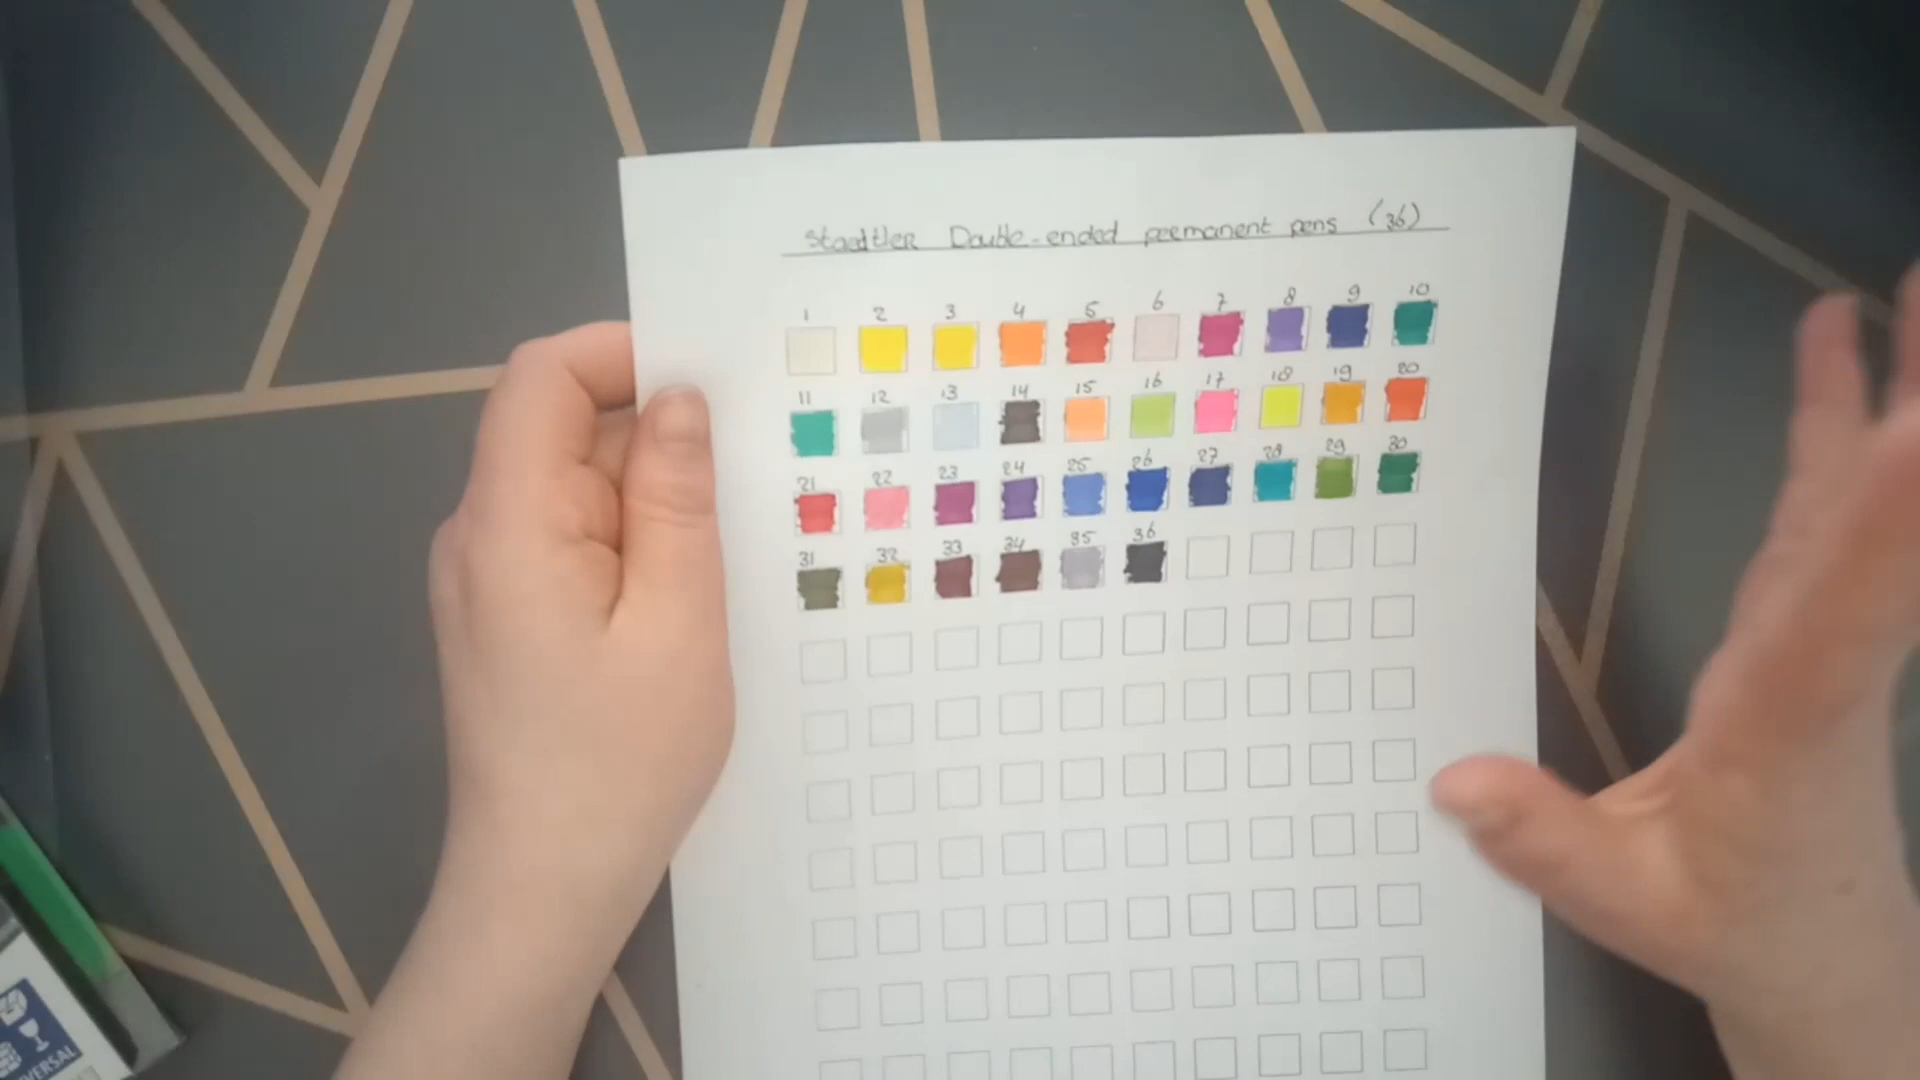 Staedtler Double-ended permanent pens (36)
1 2 3 4 5 6 7 8 9 10
11 12 13 14 15 16 17 18 19 20
21 22 23 24 25 26 27 28 29 30
31 32 33 34 35 36
VERSAL